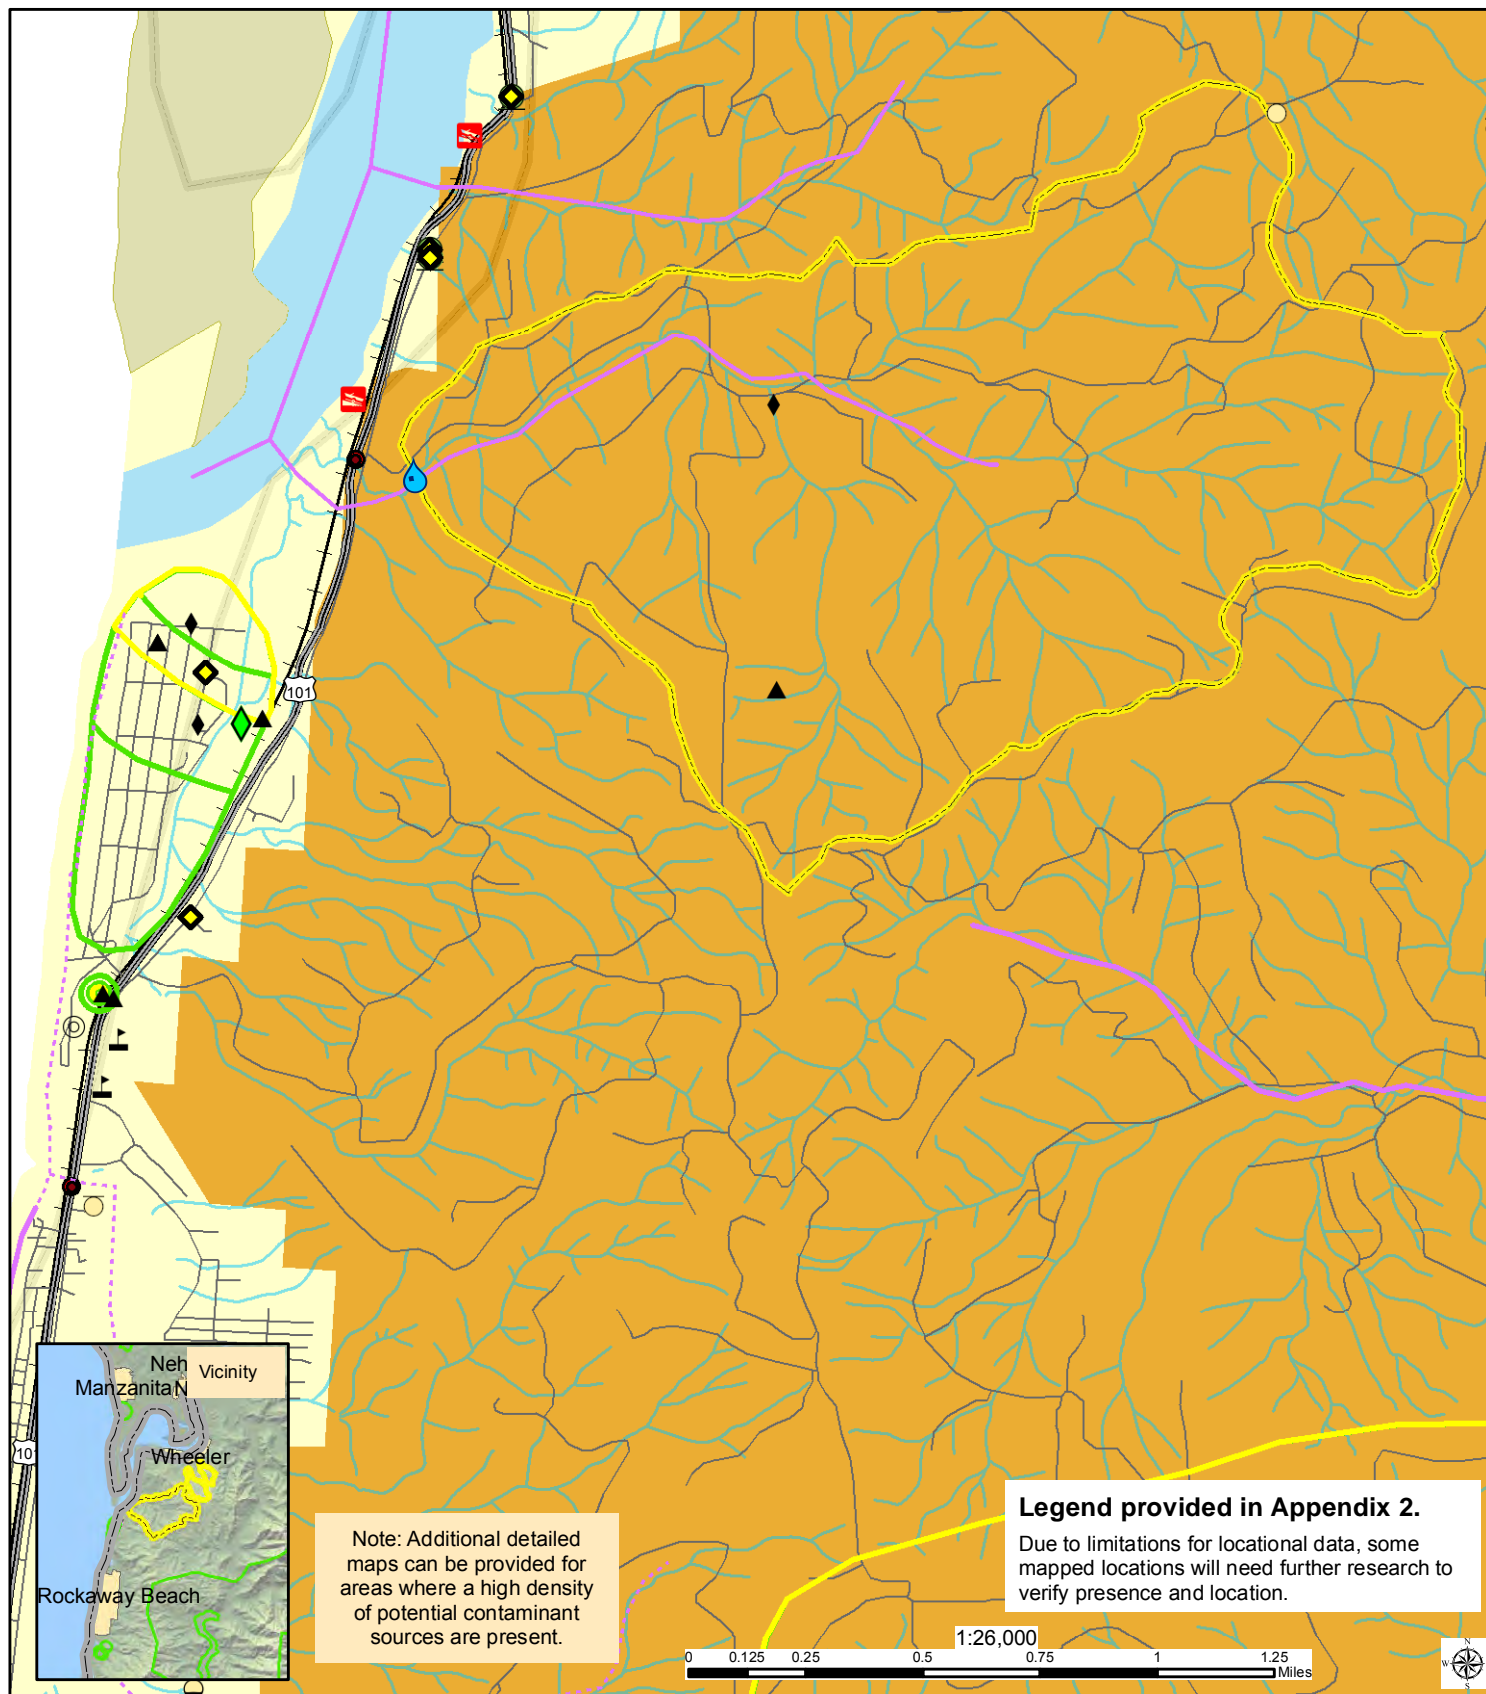 101
10
Neh
Vicinity
Manzanita N
Wheeler
Rockaway Beach
Note: Additional detailed
maps can be provided for
areas where a high density
of potential contaminant
sources are present.
Legend provided in Appendix 2.
Due to limitations for locational data, some
mapped locations will need further research to
verify presence and location.
1:26,000
0 0.125 0.25 0.5 0.75 1 1.25
Miles
N
W E
S